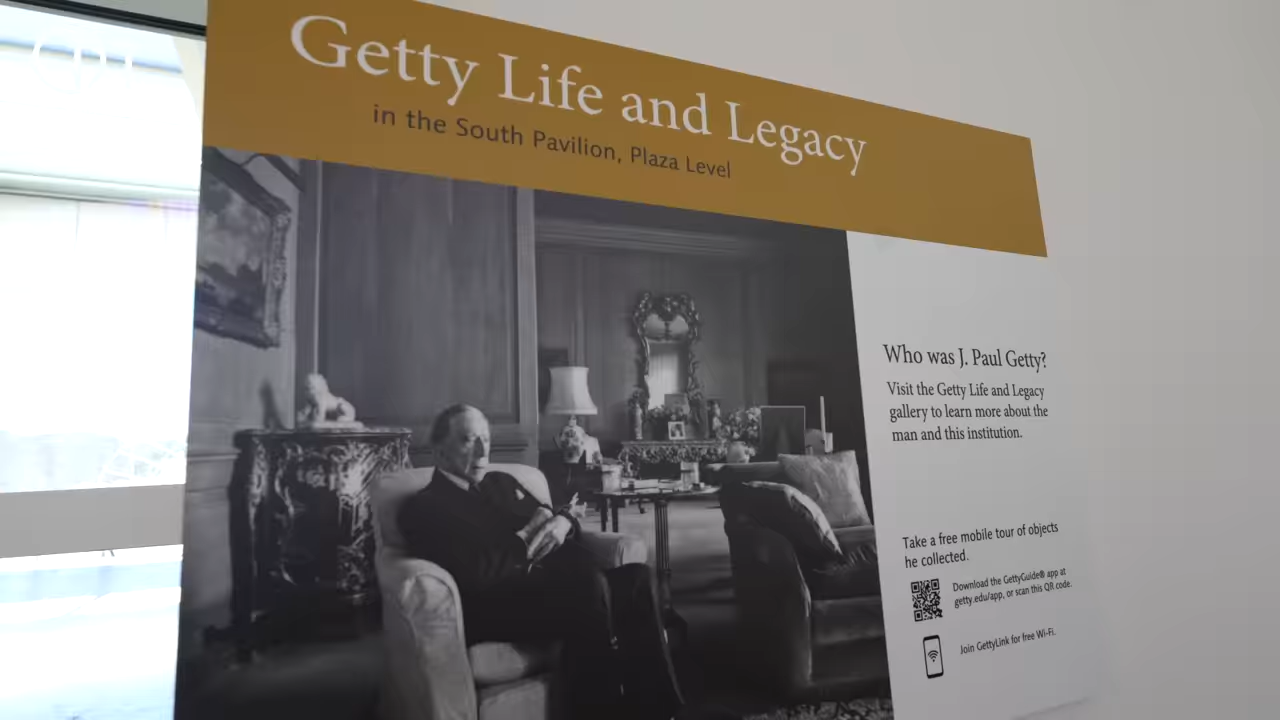 Getty Life and Legacy
in the South Pavilion, Plaza Level
Who was J. Paul Getty?
Visit the Getty Life and Legacy
gallery to learn more about the
man and this institution.
Take a free mobile tour of objects
he collected.
Download the GettyGuide® app at
getty.edu/app, or scan this QR code.
Join GettyLink for free Wi-Fi.